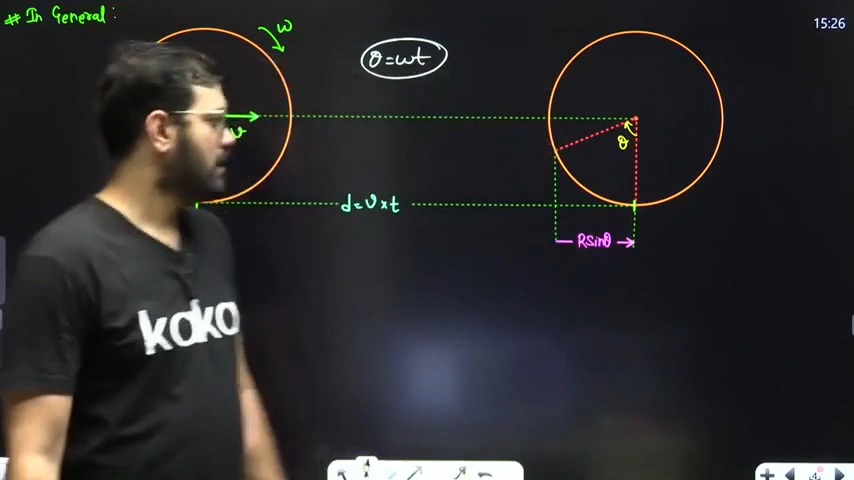 # In General:
ω
15:26
θ=ωt
v
θ
d=v×t
Rsinθ
koko